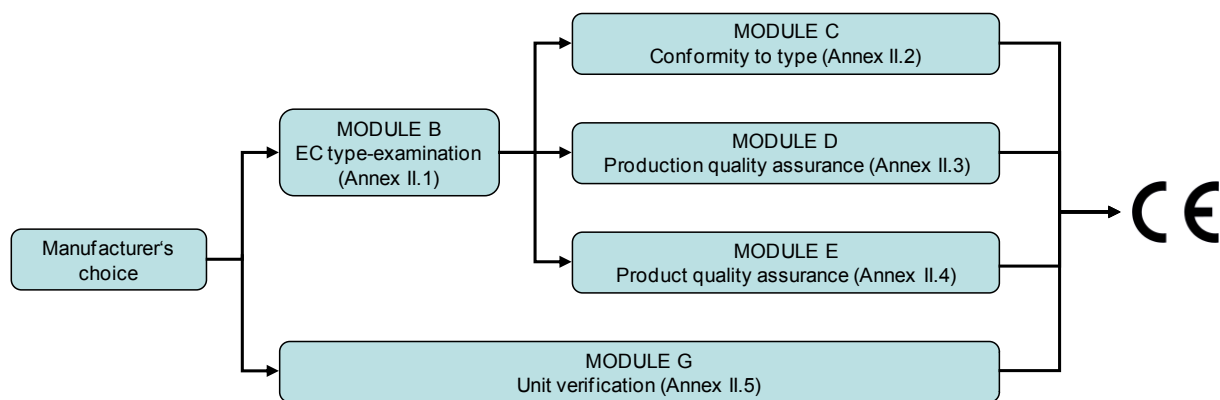 MODULE C
Conformity to type (Annex II.2)
MODULE B
EC type-examination
(Annex II.1)
MODULE D
Production quality assurance (Annex II.3)
Manufacturer‘s
choice
MODULE E
Product quality assurance (Annex II.4)
MODULE G
Unit verification (Annex II.5)
CE